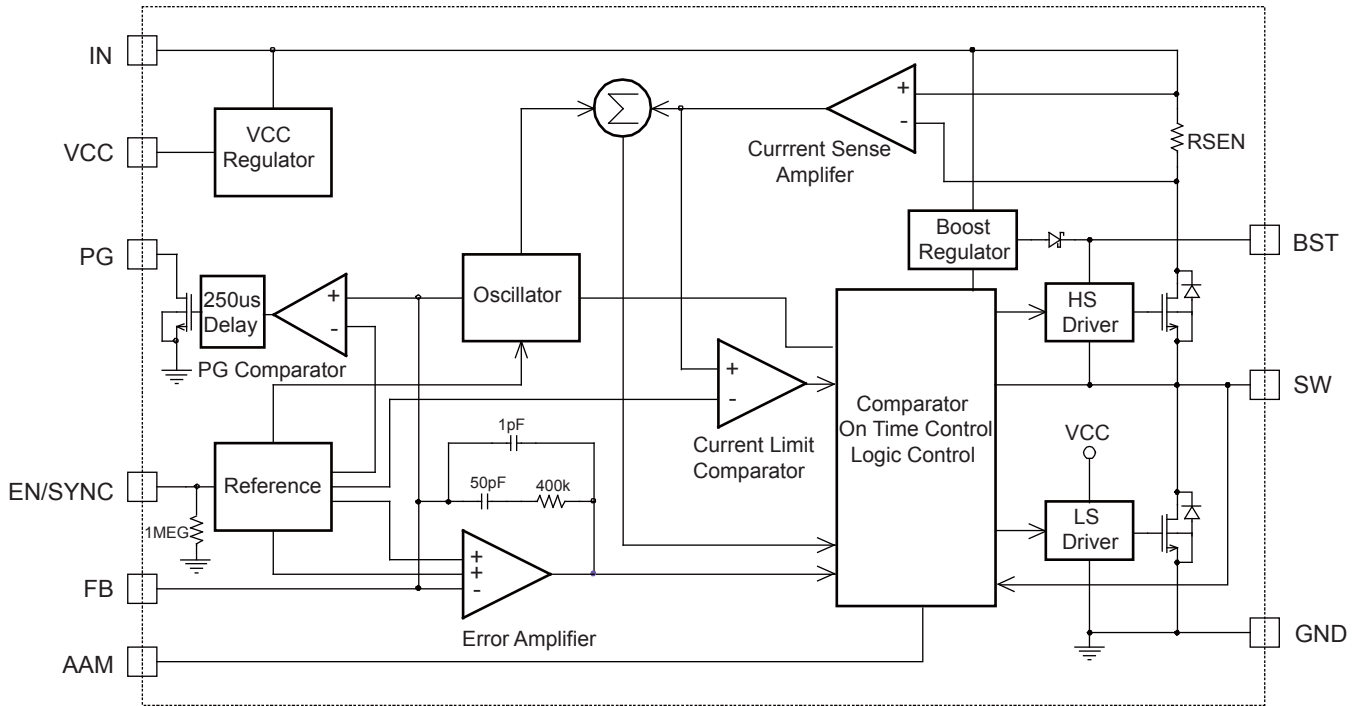 IN
VCC
Regulator
VCC
Σ
+
-
Currrent Sense
Amplifer
RSEN
Boost
Regulator
BST
PG
250us
Delay
+
-
PG Comparator
Oscillator
HS
Driver
SW
+
-
Current Limit
Comparator
Comparator
On Time Control
Logic Control
VCC
LS
Driver
EN/SYNC
1MEG
Reference
1pF
50pF
400k
+
+
-
Error Amplifier
FB
AAM
GND